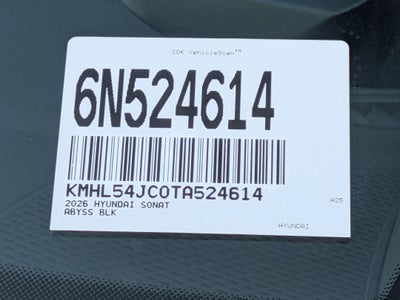 CDK VehicleScan™
6N524614
KMHL54JC0TA524614
2026 HYUNDAI SONAT
ABYSS BLK
H25
HYUNDAI